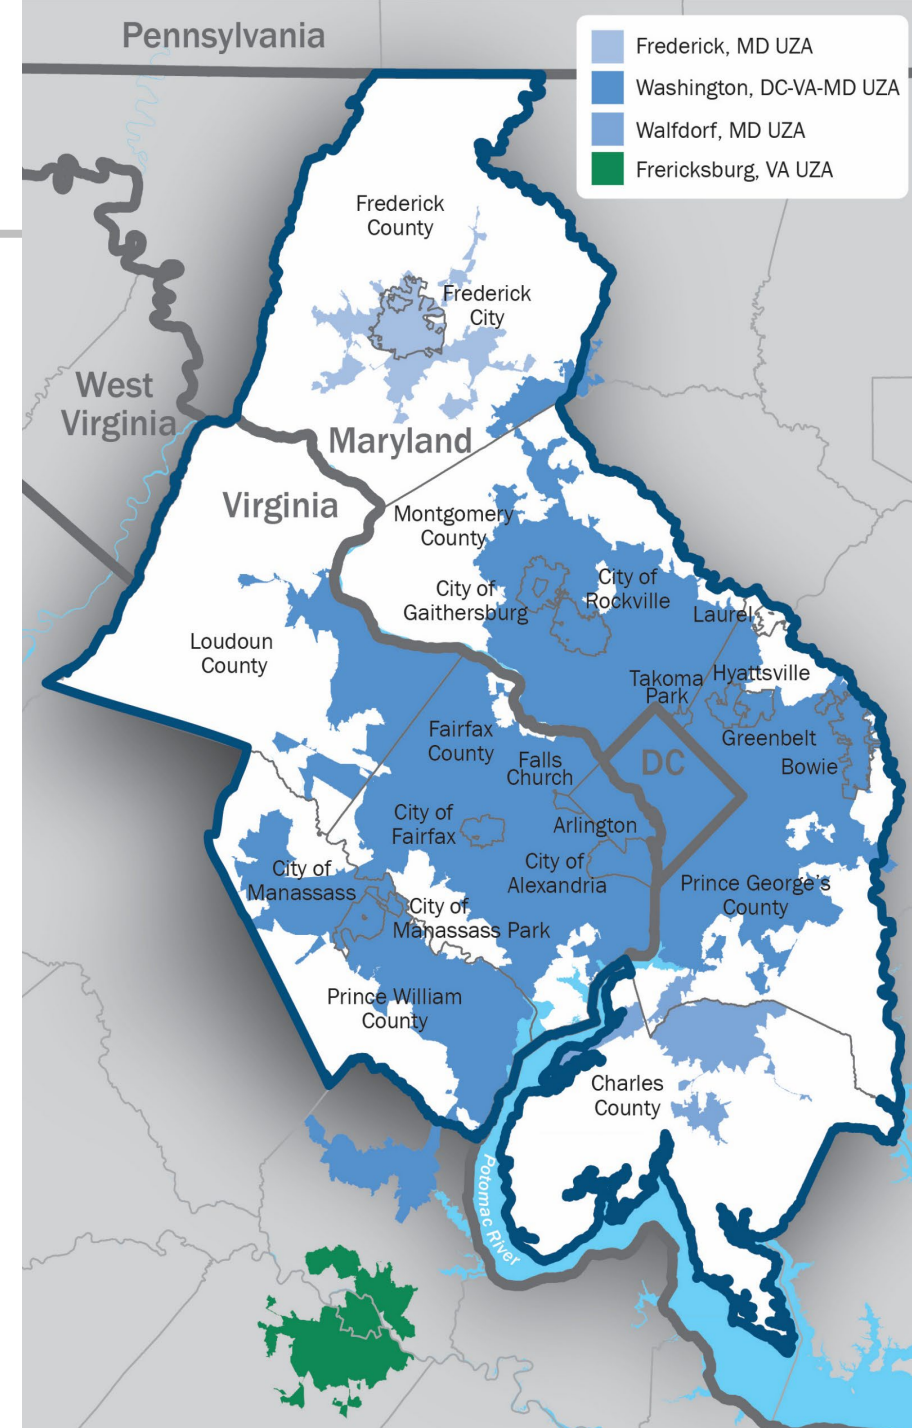 Pennsylvania
Frederick, MD UZA
Washington, DC-VA-MD UZA
Walfdorf, MD UZA
Frericksburg, VA UZA
Frederick
County
Frederick
City
West
Virginia
Maryland
Virginia
Montgomery
County
City of
Gaithersburg
City of
Rockville
Laurel
Loudoun
County
Takoma
Park
Hyattsville
Fairfax
County
Falls
Church
DC
Greenbelt
Bowie
City of
Fairfax
Arlington
City of
Manassass
City of
Alexandria
Prince George's
County
City of
Manassass Park
Prince William
County
Charles
County
Potomac River